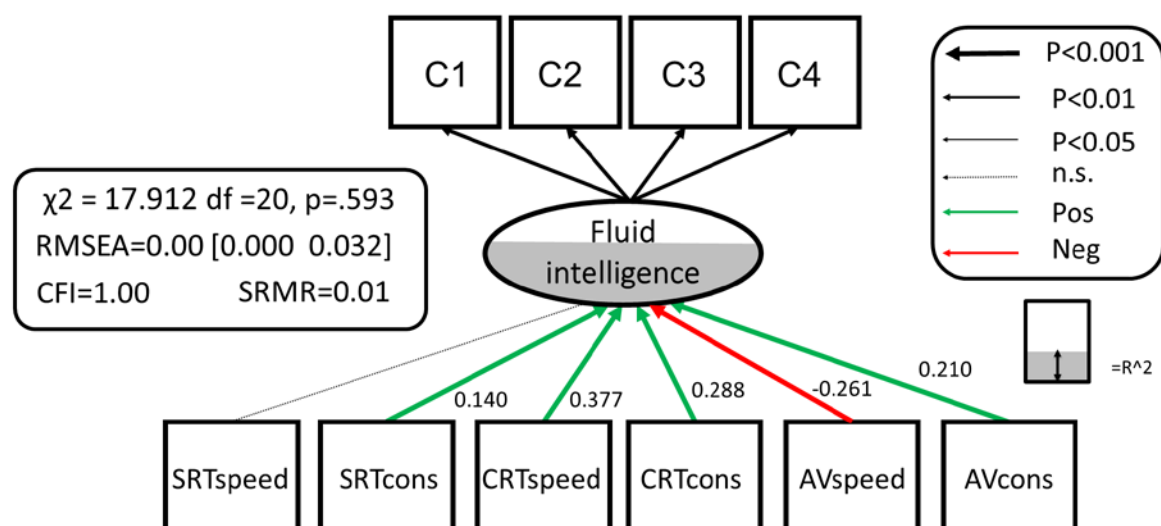 C1
C2
C3
C4
P<0.001
P<0.01
P<0.05
n.s.
Pos
Neg
χ2 = 17.912 df =20, p=.593
RMSEA=0.00 [0.000 0.032]
CFI=1.00 SRMR=0.01
Fluid
intelligence
=R^2
0.140
0.377
0.288
-0.261
0.210
SRTspeed
SRTcons
CRTspeed
CRTcons
AVspeed
AVcons